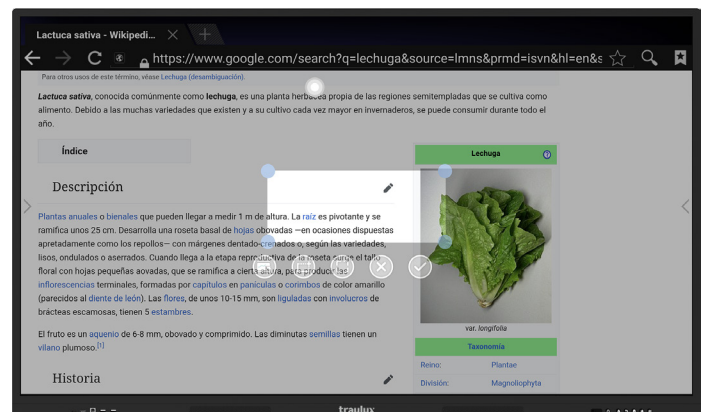 Lactuca sativa - Wikipedi...
https://www.google.com/search?q=lechuga&source=lmns&prmd=isvn&hl=en&s
Para otros usos de este término, véase Lechuga (desambiguación).
Lactuca sativa, conocida comúnmente como lechuga, es una planta herbácea propia de las regiones semitempladas que se cultiva como
alimento. Debido a las muchas variedades que existen y a su cultivo cada vez mayor en invernaderos, se puede consumir durante todo el
año.
Índice
Descripción
Plantas anuales o bienales que pueden llegar a medir 1 m de altura. La raíz es pivotante y se
ramifica unos 25 cm. Desarrolla una roseta basal de hojas obovadas —en ocasiones dispuestas
apretadamente como los repollos— con márgenes dentado-crenados o, según las variedades,
lisos, ondulados o aserrados. Cuando llega a la etapa reproductiva de la roseta surge el tallo
floral con hojas pequeñas aovadas, que se ramifica a cierta altura, para producir las
inflorescencias terminales, formadas por capítulos en panículas o corimbos de color amarillo
(parecidos al diente de león). Las flores, de unos 10-15 mm, son liguladas con involucros de
brácteas escamosas, tienen 5 estambres.
El fruto es un aquenio de 6-8 mm, obovado y comprimido. Las diminutas semillas tienen un
vilano plumoso.[1]
Historia
Lechuga
var. longifolia
Taxonomía
Reino: Plantae
División: Magnoliophyta
traulux